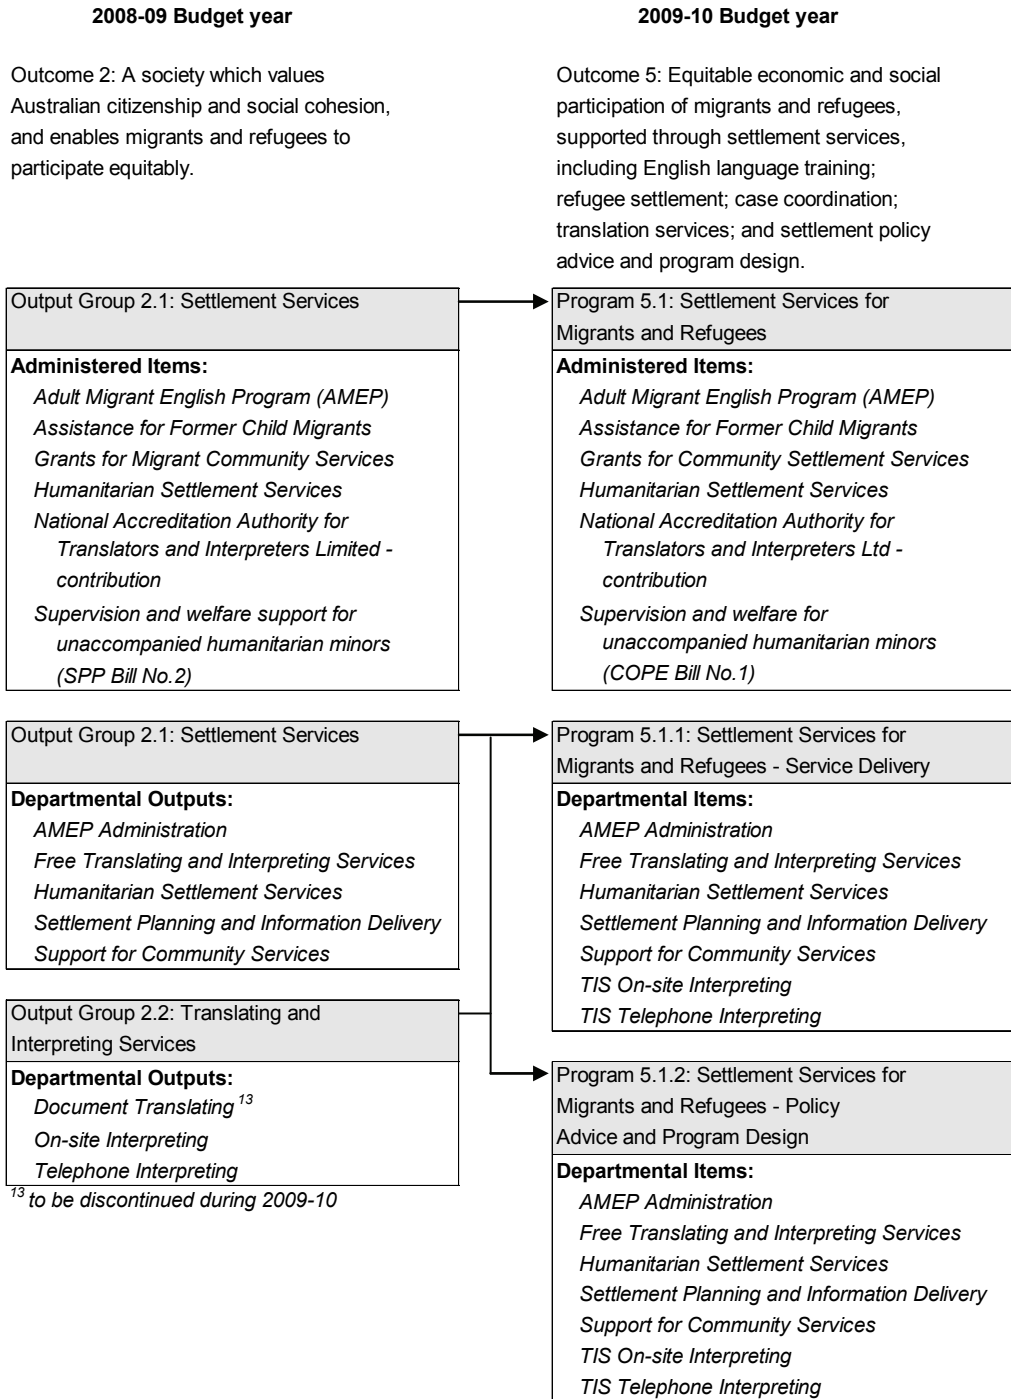 2008-09 Budget year
Outcome 2: A society which values
Australian citizenship and social cohesion,
and enables migrants and refugees to
participate equitably.
Output Group 2.1: Settlement Services
Administered Items:
Adult Migrant English Program (AMEP)
Assistance for Former Child Migrants
Grants for Migrant Community Services
Humanitarian Settlement Services
National Accreditation Authority for
Translators and Interpreters Limited -
contribution
Supervision and welfare support for
unaccompanied humanitarian minors
(SPP Bill No.2)
Output Group 2.1: Settlement Services
Departmental Outputs:
AMEP Administration
Free Translating and Interpreting Services
Humanitarian Settlement Services
Settlement Planning and Information Delivery
Support for Community Services
Output Group 2.2: Translating and
Interpreting Services
Departmental Outputs:
Document Translating 13
On-site Interpreting
Telephone Interpreting
13 to be discontinued during 2009-10
2009-10 Budget year
Outcome 5: Equitable economic and social
participation of migrants and refugees,
supported through settlement services,
including English language training;
refugee settlement; case coordination;
translation services; and settlement policy
advice and program design.
Program 5.1: Settlement Services for
Migrants and Refugees
Administered Items:
Adult Migrant English Program (AMEP)
Assistance for Former Child Migrants
Grants for Community Settlement Services
Humanitarian Settlement Services
National Accreditation Authority for
Translators and Interpreters Ltd -
contribution
Supervision and welfare for
unaccompanied humanitarian minors
(COPE Bill No.1)
Program 5.1.1: Settlement Services for
Migrants and Refugees - Service Delivery
Departmental Items:
AMEP Administration
Free Translating and Interpreting Services
Humanitarian Settlement Services
Settlement Planning and Information Delivery
Support for Community Services
TIS On-site Interpreting
TIS Telephone Interpreting
Program 5.1.2: Settlement Services for
Migrants and Refugees - Policy
Advice and Program Design
Departmental Items:
AMEP Administration
Free Translating and Interpreting Services
Humanitarian Settlement Services
Settlement Planning and Information Delivery
Support for Community Services
TIS On-site Interpreting
TIS Telephone Interpreting